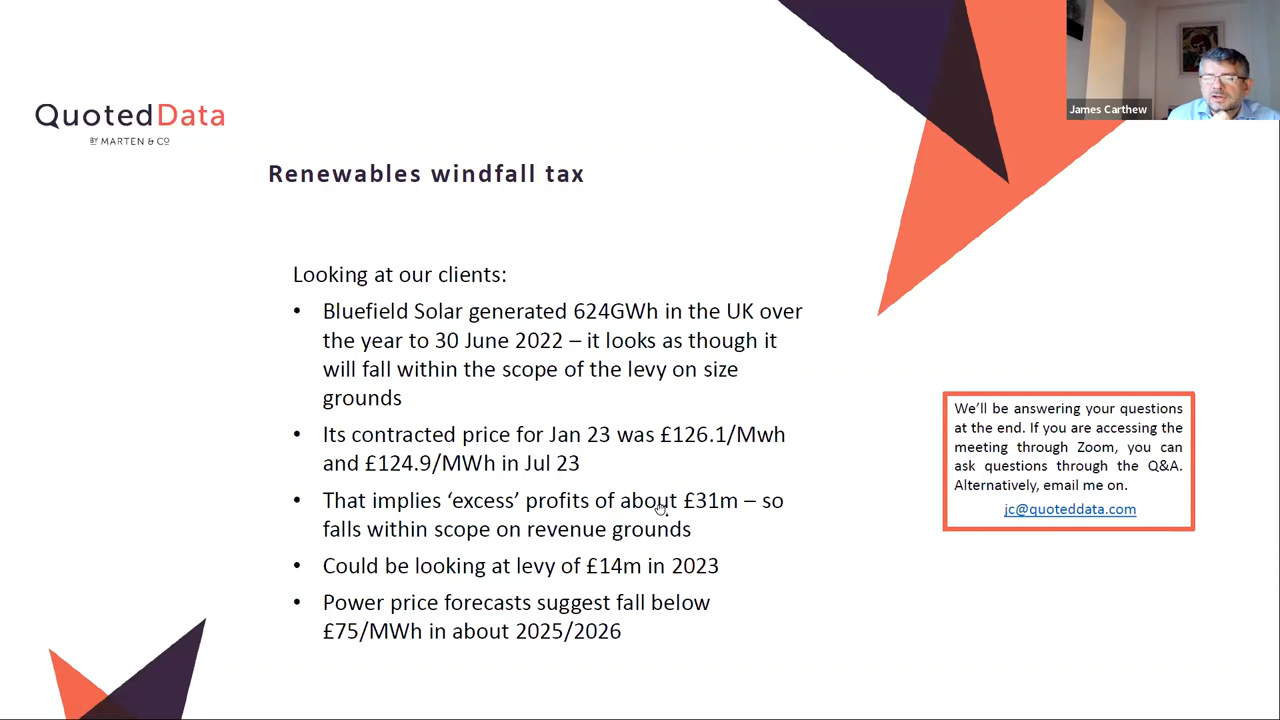 QuotedData
BY MARTEN & CO
James Carthew
Renewables windfall tax
Looking at our clients:
• Bluefield Solar generated 624GWh in the UK over
the year to 30 June 2022 – it looks as though it
will fall within the scope of the levy on size
grounds
• Its contracted price for Jan 23 was £126.1/Mwh
and £124.9/MWh in Jul 23
• That implies ‘excess’ profits of about £31m – so
falls within scope on revenue grounds
• Could be looking at levy of £14m in 2023
• Power price forecasts suggest fall below
£75/MWh in about 2025/2026
We’ll be answering your questions
at the end. If you are accessing the
meeting through Zoom, you can
ask questions through the Q&A.
Alternatively, email me on.
jc@quoteddata.com